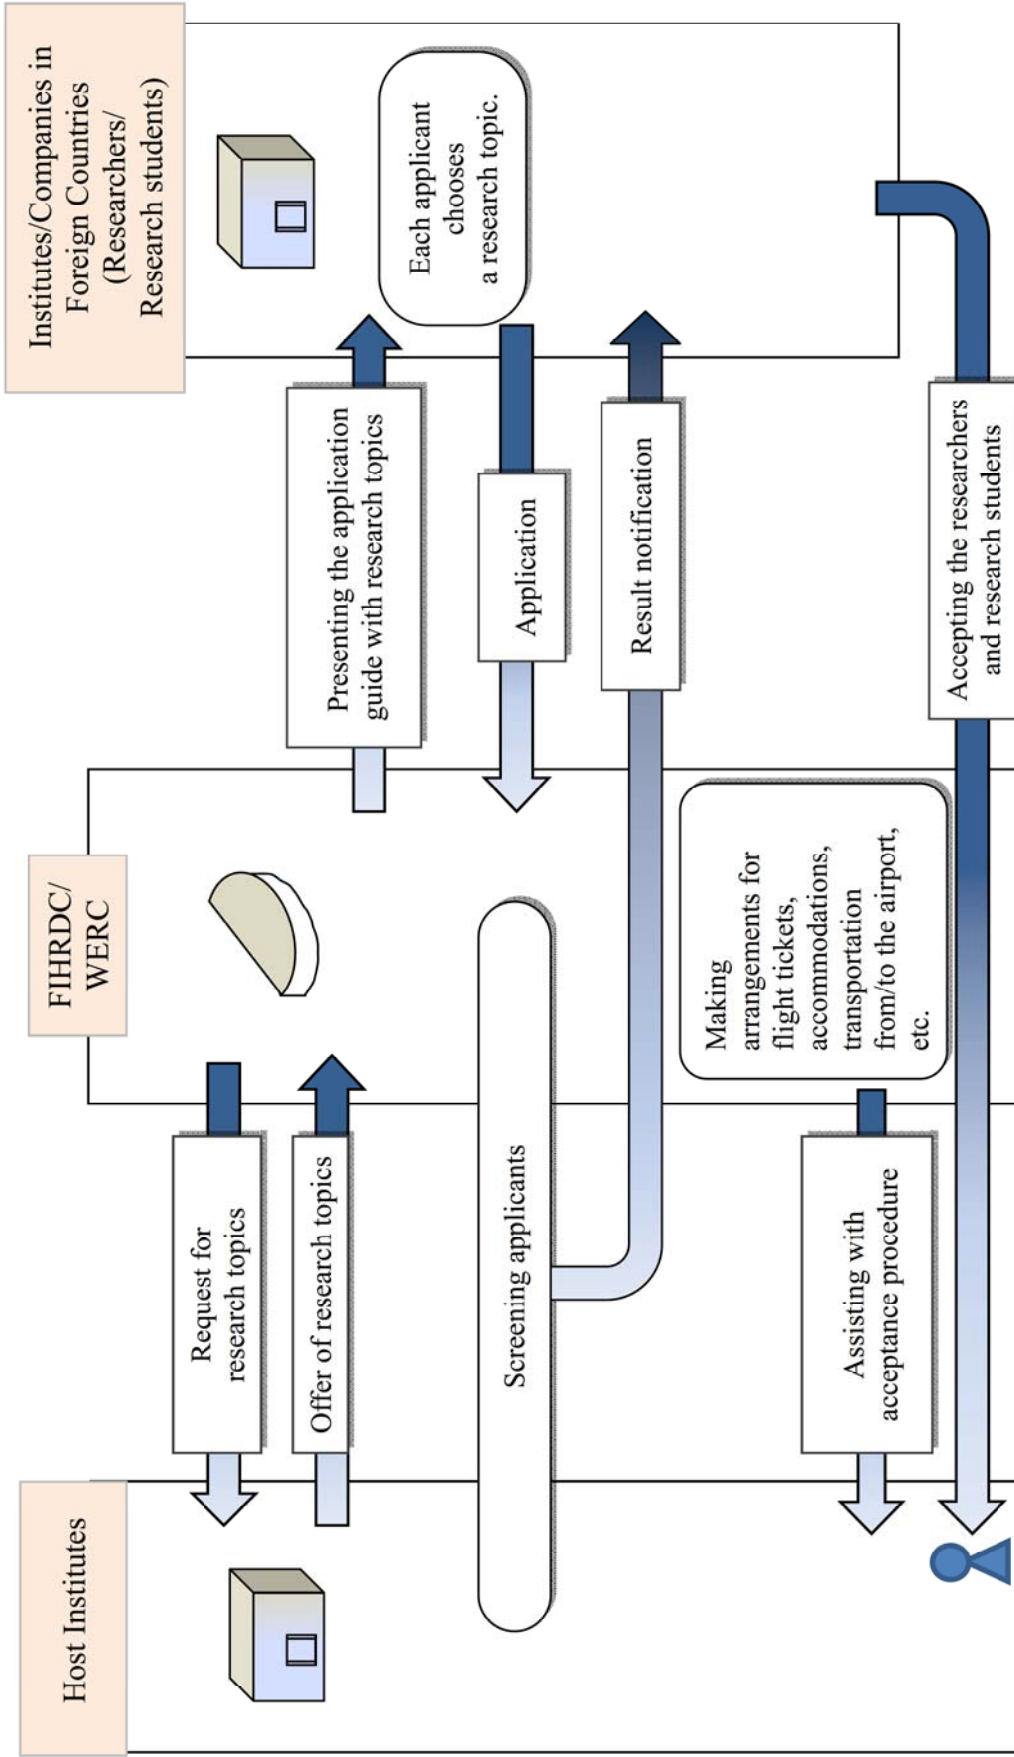 Host Institutes
FIHRDC/
WERC
Institutes/Companies in
Foreign Countries
(Researchers/
Research students)
Request for
research topics
Offer of research topics
Presenting the application
guide with research topics
Each applicant
chooses
a research topic.
Application
Screening applicants
Result notification
Making
arrangements for
flight tickets,
accommodations,
transportation
from/to the airport,
etc.
Assisting with
acceptance procedure
Accepting the researchers
and research students